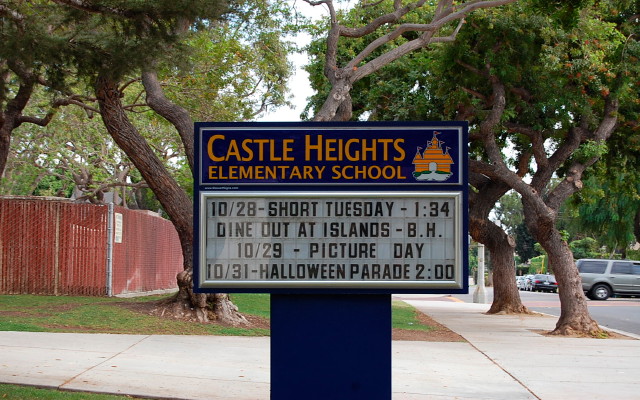 CASTLE HEIGHTS
ELEMENTARY SCHOOL
10/28-SHORT TUESDAY-1:34
DINE OUT AT ISLANDS-B.H.
10/29 - PICTURE DAY
10/31-HALLOWEEN PARADE 2:00